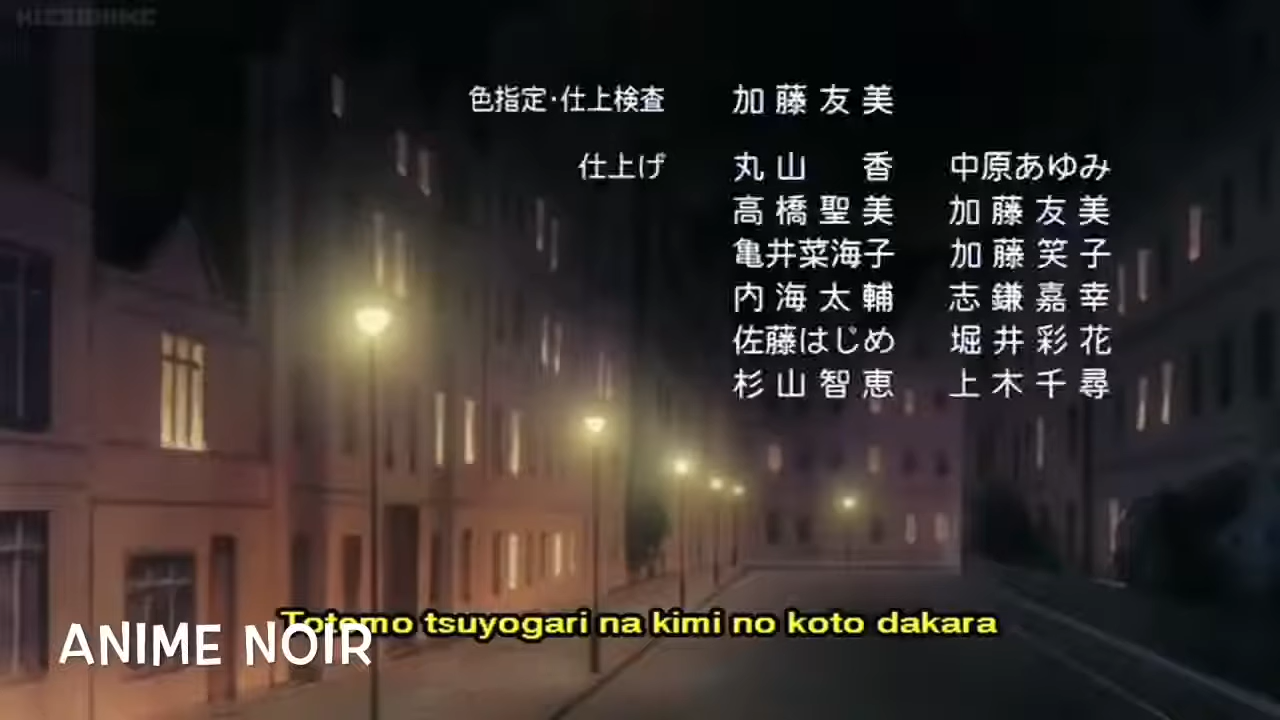 色指定・仕上検査 加藤友美
仕上げ 丸山 香 中原あゆみ
高橋聖美 加藤友美
亀井菜海子 加藤笑子
内海太輔 志鎌嘉幸
佐藤はじめ 堀井彩花
杉山智恵 上木千尋
Totemo tsuyogari na kimi no koto dakara
ANIME NOIR